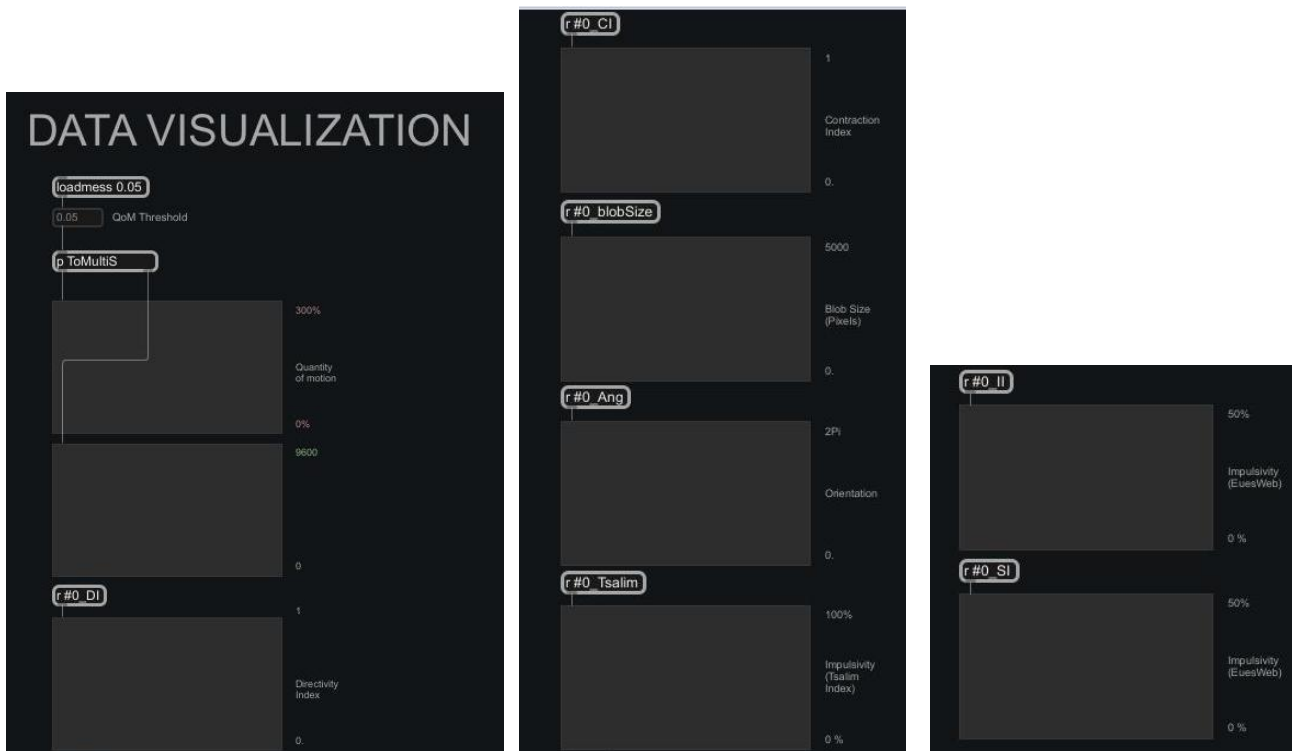 DATA VISUALIZATION
loadmess 0.05
0.05 QoM Threshold
p ToMultiS
300%
Quantity
of motion
0%
9600
0
r #0_DI
1
Directivity
Index
0.
r #0_CI
1
Contraction
Index
0.
r #0_blobSize
5000
Blob Size
(Pixels)
0.
r #0_Ang
2Pi
Orientation
0.
r #0_Tsalim
100%
Impulsivity
(Tsalim
Index)
0 %
r #0_II
50%
Impulsivity
(EuesWeb)
0 %
r #0_SI
50%
Impulsivity
(EuesWeb)
0 %